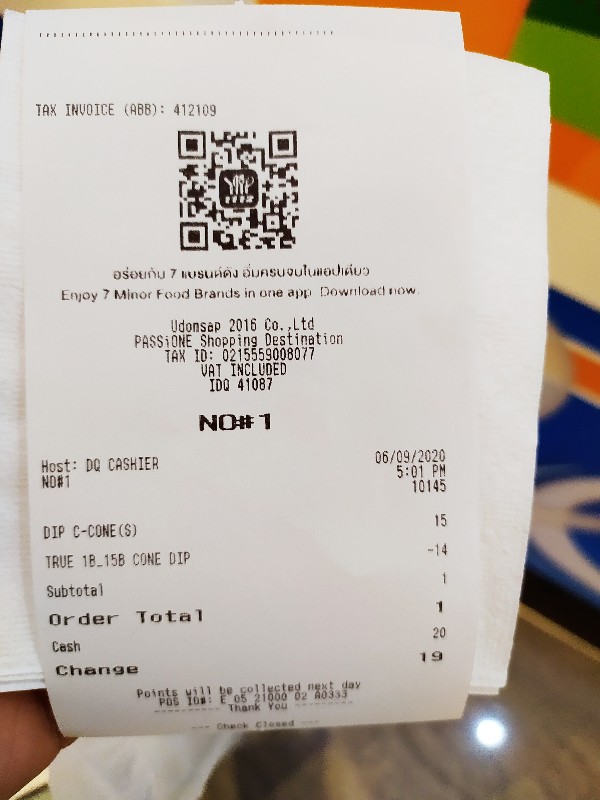 TAX INVOICE (ABB): 412109
อร่อยกับ 7 แบรนด์ดัง อิ่มครบจบในแอปเดียว
Enjoy 7 Minor Food Brands in one app. Download now.
Udonsap 2016 Co.,Ltd
PASSiONE Shopping Destination
TAX ID: 0215559008077
VAT INCLUDED
IDQ 41087
NO#1
Host: DQ CASHIER 06/09/2020
NO#1 5:01 PM
10145
DIP C-CONE(S) 15
TRUE 1B_15B CONE DIP -14
Subtotal 1
Order Total 1
Cash 20
Change 19
Points will be collected next day
POS ID#: E 05 21000 02 A0333
---------- Thank You ----------
--- Check Closed ---